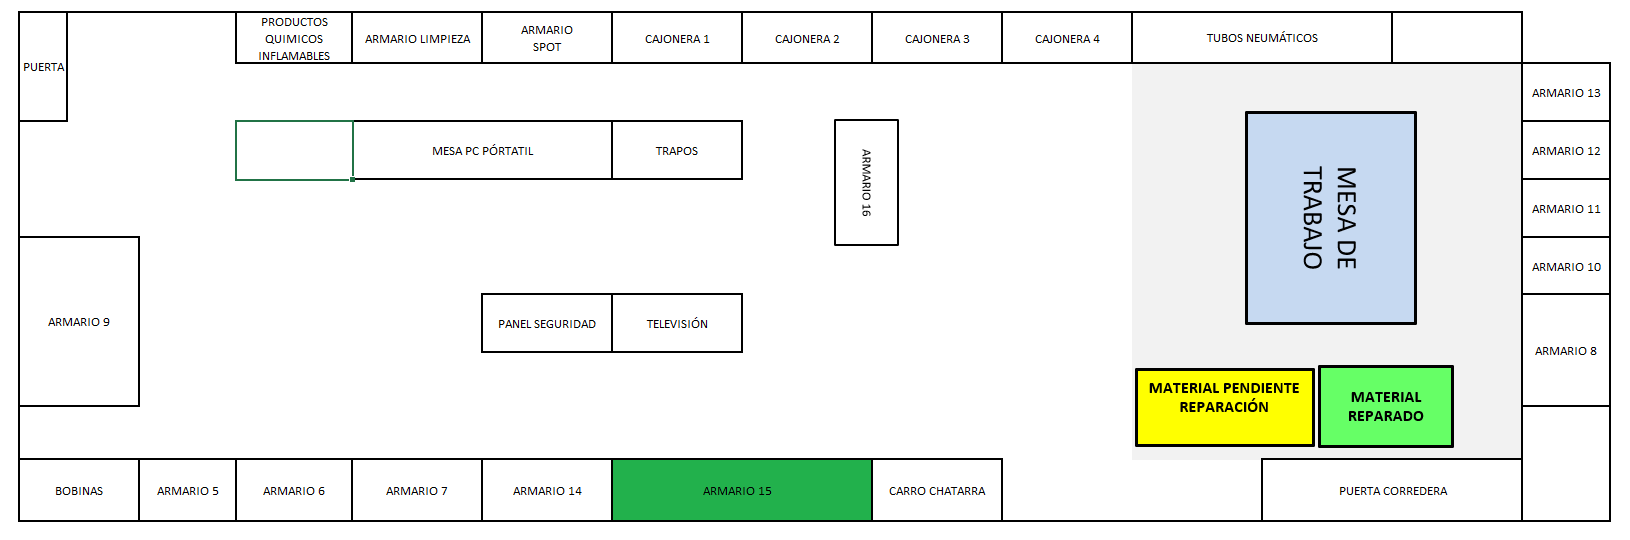 PUERTA
PRODUCTOS
QUIMICOS
INFLAMABLES
ARMARIO LIMPIEZA
ARMARIO
SPOT
CAJONERA 1
CAJONERA 2
CAJONERA 3
CAJONERA 4
TUBOS NEUMÁTICOS
ARMARIO 13
MESA PC PÓRTATIL
TRAPOS
ARMARIO 16
MESA DE
TRABAJO
ARMARIO 12
ARMARIO 11
ARMARIO 10
ARMARIO 9
PANEL SEGURIDAD
TELEVISIÓN
ARMARIO 8
MATERIAL PENDIENTE
REPARACIÓN
MATERIAL
REPARADO
BOBINAS
ARMARIO 5
ARMARIO 6
ARMARIO 7
ARMARIO 14
ARMARIO 15
CARRO CHATARRA
PUERTA CORREDERA